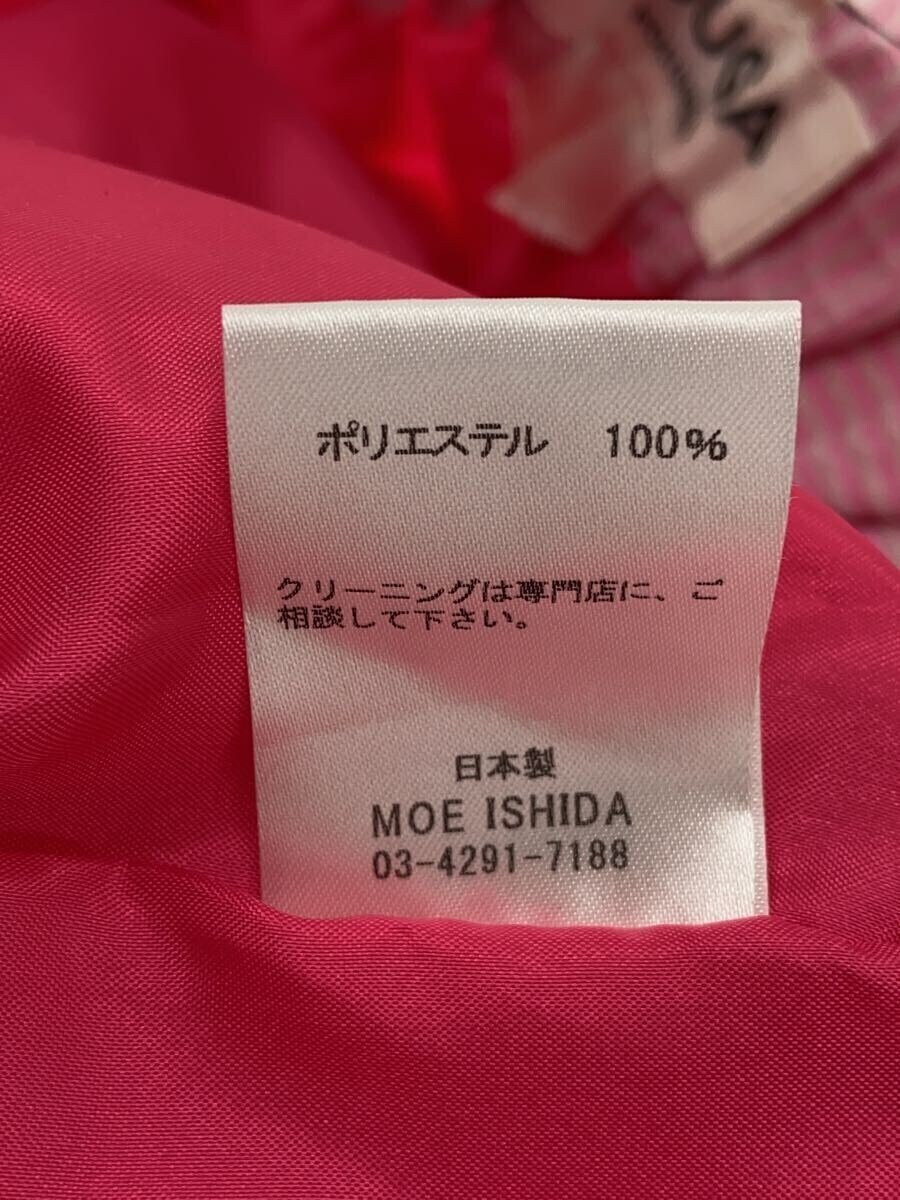 USA
ポリエステル 100%
クリーニングは専門店に、ご
相談して下さい。
日本製
MOE ISHIDA
03-4291-7188